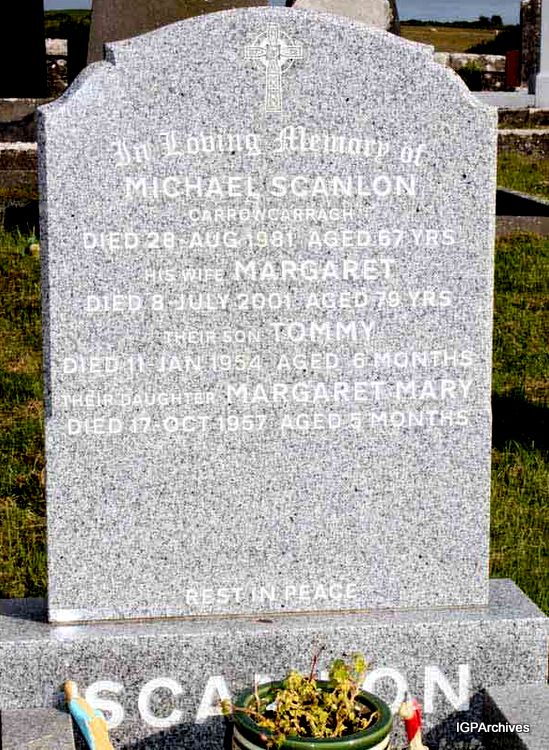 In Loving Memory of
MICHAEL SCANLON
CARROWCARRAGH
DIED 28-AUG 1981 AGED 67 YRS
HIS WIFE MARGARET
DIED 8-JULY 2001 AGED 79 YRS
THEIR SON TOMMY
DIED 11-JAN 1954 AGED 6 MONTHS
THEIR DAUGHTER MARGARET MARY
DIED 17-OCT 1957 AGED 5 MONTHS
REST IN PEACE
SCANLON
IGPArchives